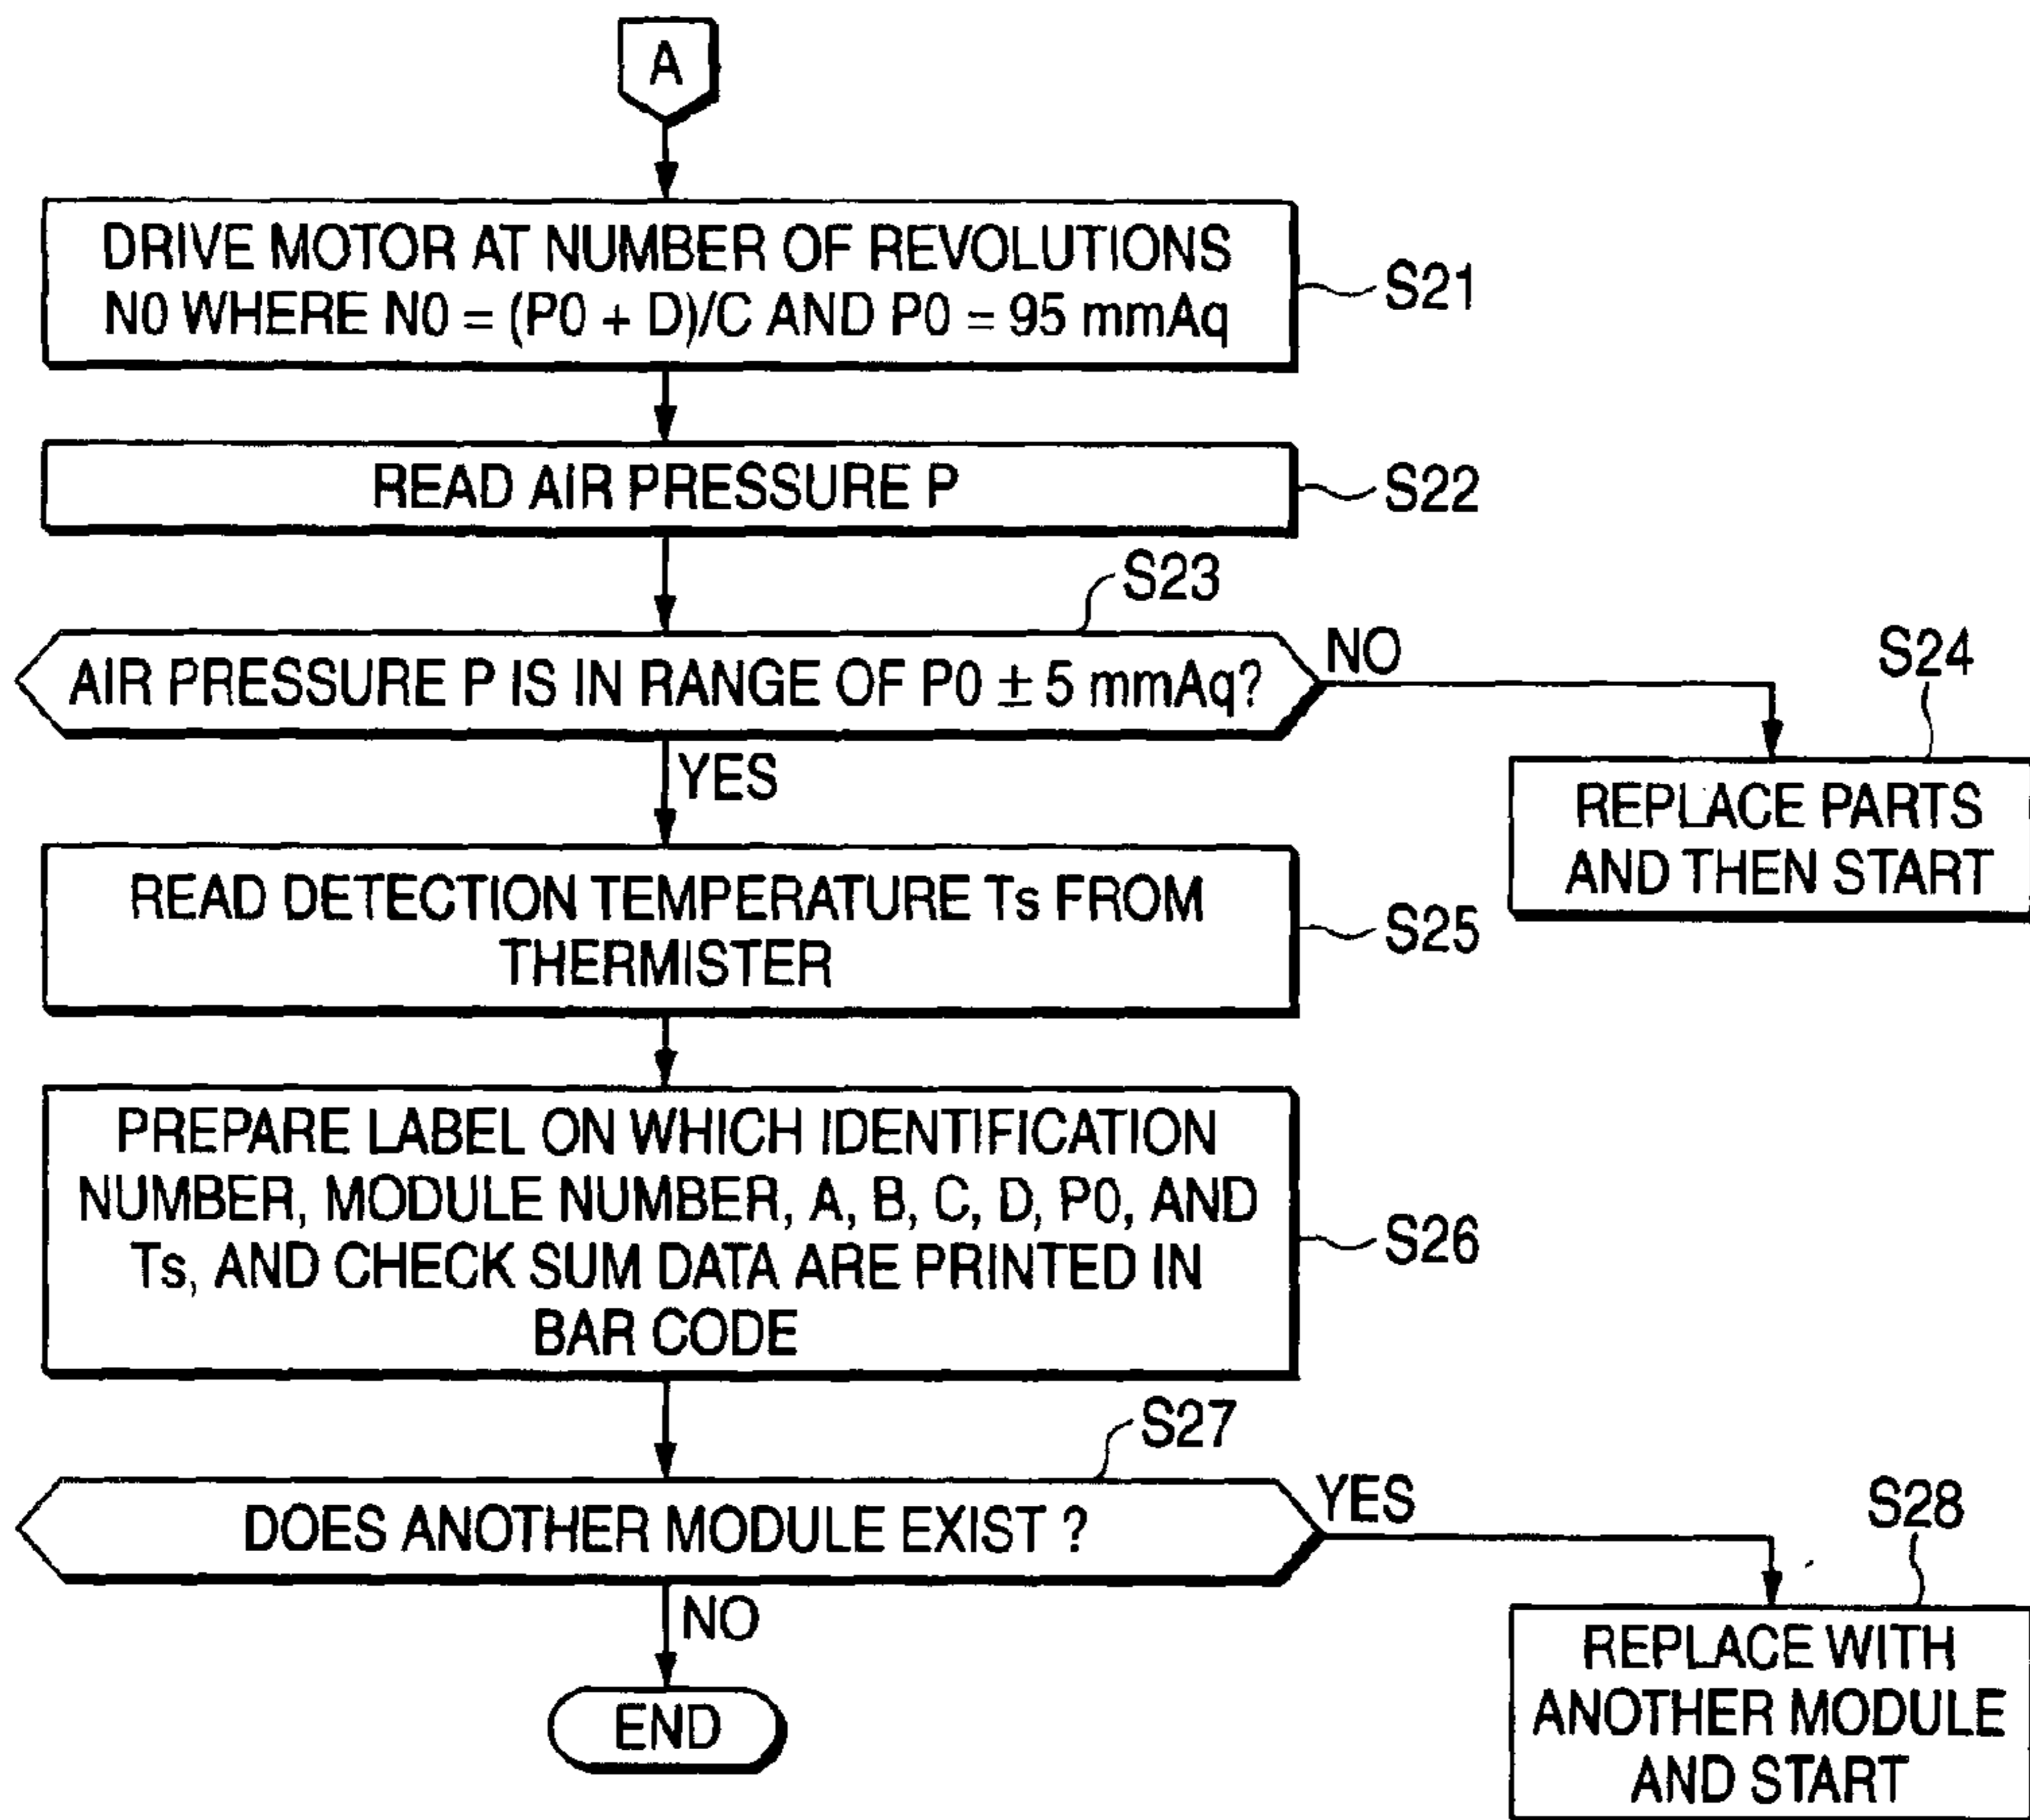 A
DRIVE MOTOR AT NUMBER OF REVOLUTIONS
N0 WHERE N0 = (P0 + D)/C AND P0 = 95 mmAq
S21
READ AIR PRESSURE P
S22
S23
AIR PRESSURE P IS IN RANGE OF P0 ± 5 mmAq?
NO
S24
YES
REPLACE PARTS
AND THEN START
READ DETECTION TEMPERATURE Ts FROM
THERMISTER
S25
PREPARE LABEL ON WHICH IDENTIFICATION
NUMBER, MODULE NUMBER, A, B, C, D, P0, AND
Ts, AND CHECK SUM DATA ARE PRINTED IN
BAR CODE
S26
S27
DOES ANOTHER MODULE EXIST ?
YES
S28
NO
REPLACE WITH
ANOTHER MODULE
AND START
END